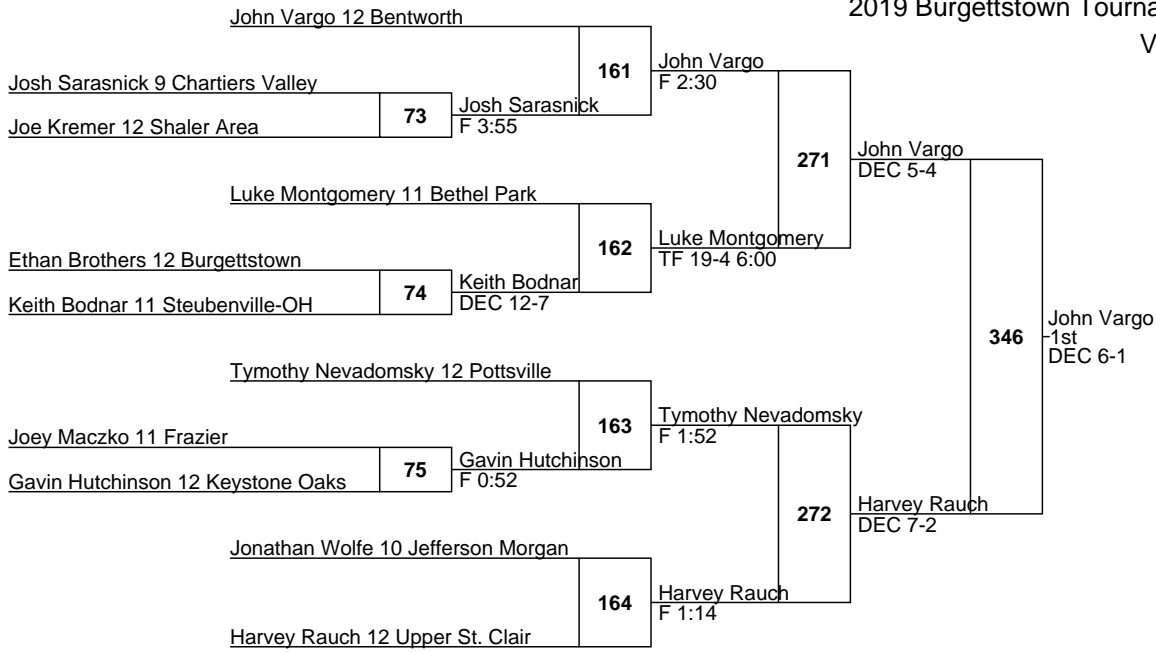 2019 Burgettstown Tourna
V
John Vargo 12 Bentworth
161
John Vargo
F 2:30
Josh Sarasnick 9 Chartiers Valley
73
Josh Sarasnick
F 3:55
Joe Kremer 12 Shaler Area
271
John Vargo
DEC 5-4
Luke Montgomery 11 Bethel Park
162
Luke Montgomery
TF 19-4 6:00
Ethan Brothers 12 Burgettstown
74
Keith Bodnar
DEC 12-7
Keith Bodnar 11 Steubenville-OH
346
John Vargo
1st
DEC 6-1
Tymothy Nevadomsky 12 Pottsville
163
Tymothy Nevadomsky
F 1:52
Joey Maczko 11 Frazier
75
Gavin Hutchinson
F 0:52
Gavin Hutchinson 12 Keystone Oaks
272
Harvey Rauch
DEC 7-2
Jonathan Wolfe 10 Jefferson Morgan
164
Harvey Rauch
F 1:14
Harvey Rauch 12 Upper St. Clair